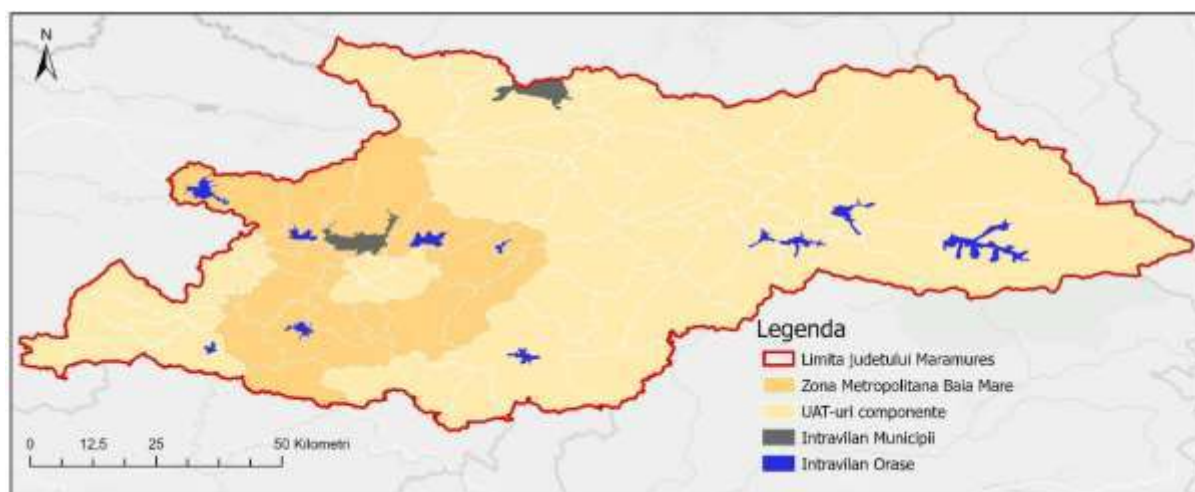 N
Legenda
Limita judetului Maramures
Zona Metropolitana Baia Mare
UAT-uri componente
Intravilan Municipii
Intravilan Orase
0 12.5 25 50 Kilometri